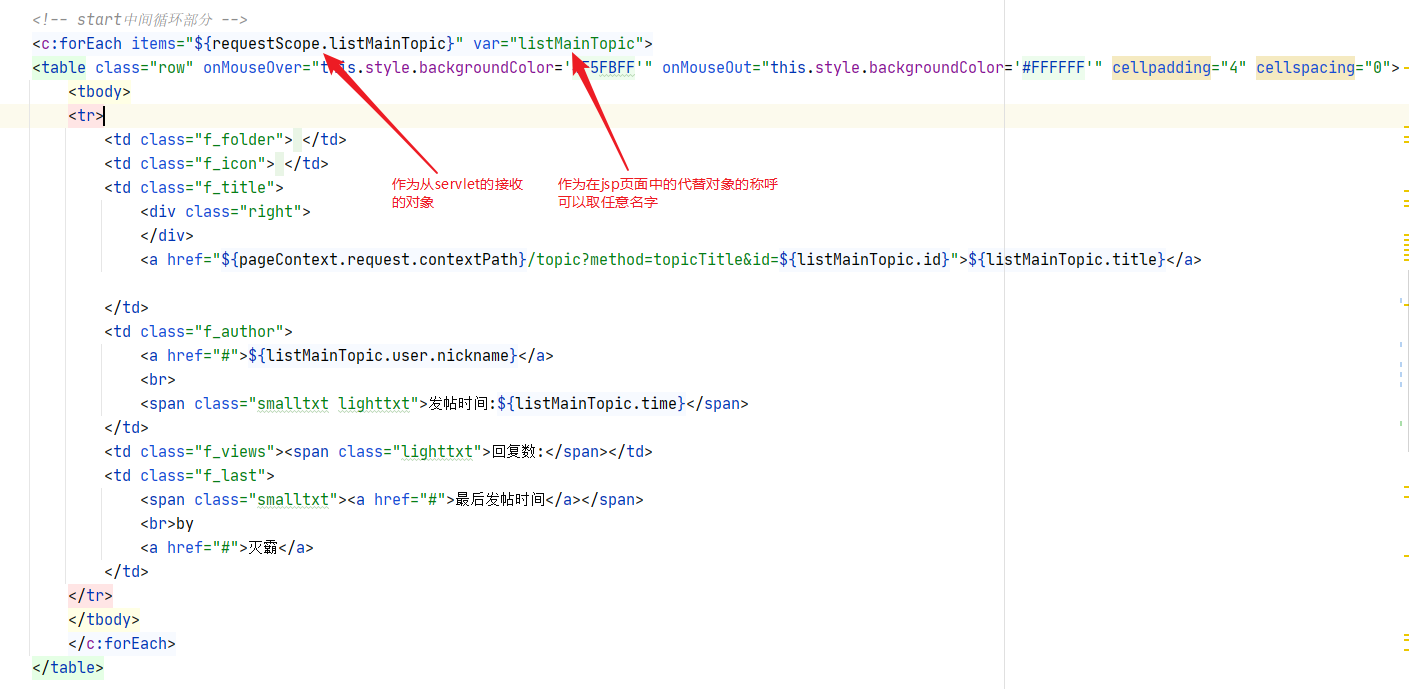 <!-- start中间循环部分 -->
<c:forEach items="${requestScope.listMainTopic}" var="listMainTopic">
<table class="row" onMouseOver="this.style.backgroundColor='#F5FBFF'" onMouseOut="this.style.backgroundColor='#FFFFFF'" cellpadding="4" cellspacing="0">
<tbody>
<tr>
<td class="f_folder"> </td>
<td class="f_icon"> </td>
<td class="f_title">
作为从servlet的接收
的对象
作为在jsp页面中的代替对象的称呼
可以取任意名字
<div class="right">
</div>
<a href="${pageContext.request.contextPath}/topic?method=topicTitle&id=${listMainTopic.id}">${listMainTopic.title}</a>
</td>
<td class="f_author">
<a href="#">${listMainTopic.user.nickname}</a>
<br>
<span class="smalltxt lighttxt">发帖时间:${listMainTopic.time}</span>
</td>
<td class="f_views"><span class="lighttxt">回复数:</span></td>
<td class="f_last">
<span class="smalltxt"><a href="#">最后发帖时间</a></span>
<br>by
<a href="#">灭霸</a>
</td>
</tr>
</tbody>
</c:forEach>
</table>